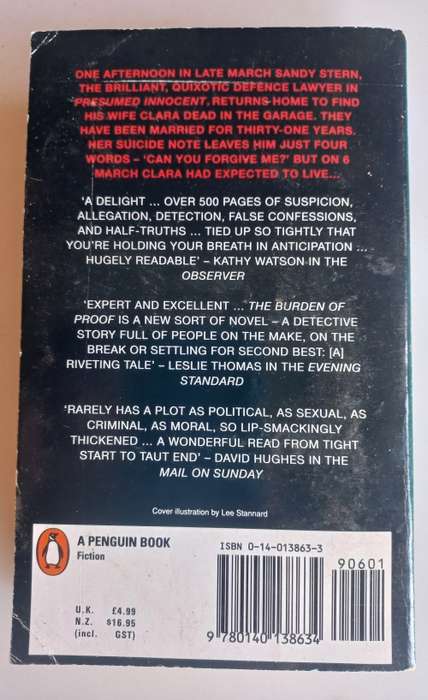 ONE AFTERNOON IN LATE MARCH SANDY STERN,
THE BRILLIANT, QUIXOTIC DEFENCE LAWYER IN
PRESUMED INNOCENT, RETURNS HOME TO FIND
HIS WIFE CLARA DEAD IN THE GARAGE. THEY
HAVE BEEN MARRIED FOR THIRTY-ONE YEARS.
HER SUICIDE NOTE LEAVES HIM JUST FOUR
WORDS – 'CAN YOU FORGIVE ME?' BUT ON 6
MARCH CLARA HAD EXPECTED TO LIVE...
'A DELIGHT ... OVER 500 PAGES OF SUSPICION,
ALLEGATION, DETECTION, FALSE CONFESSIONS,
AND HALF-TRUTHS ... TIED UP SO TIGHTLY THAT
YOU'RE HOLDING YOUR BREATH IN ANTICIPATION ...
HUGELY READABLE' – KATHY WATSON IN THE
OBSERVER
'EXPERT AND EXCELLENT ... THE BURDEN OF
PROOF IS A NEW SORT OF NOVEL – A DETECTIVE
STORY FULL OF PEOPLE ON THE MAKE, ON THE
BREAK OR SETTLING FOR SECOND BEST: [A]
RIVETING TALE' – LESLIE THOMAS IN THE EVENING
STANDARD
'RARELY HAS A PLOT AS POLITICAL, AS SEXUAL, AS
CRIMINAL, AS MORAL, SO LIP-SMACKINGLY
THICKENED ... A WONDERFUL READ FROM TIGHT
START TO TAUT END' – DAVID HUGHES IN THE
MAIL ON SUNDAY
Cover illustration by Lee Stannard
A PENGUIN BOOK
Fiction
ISBN 0-14-013863-3
90601
U.K. £4.99
N.Z. $16.95
(incl. GST)
9 780140 138634